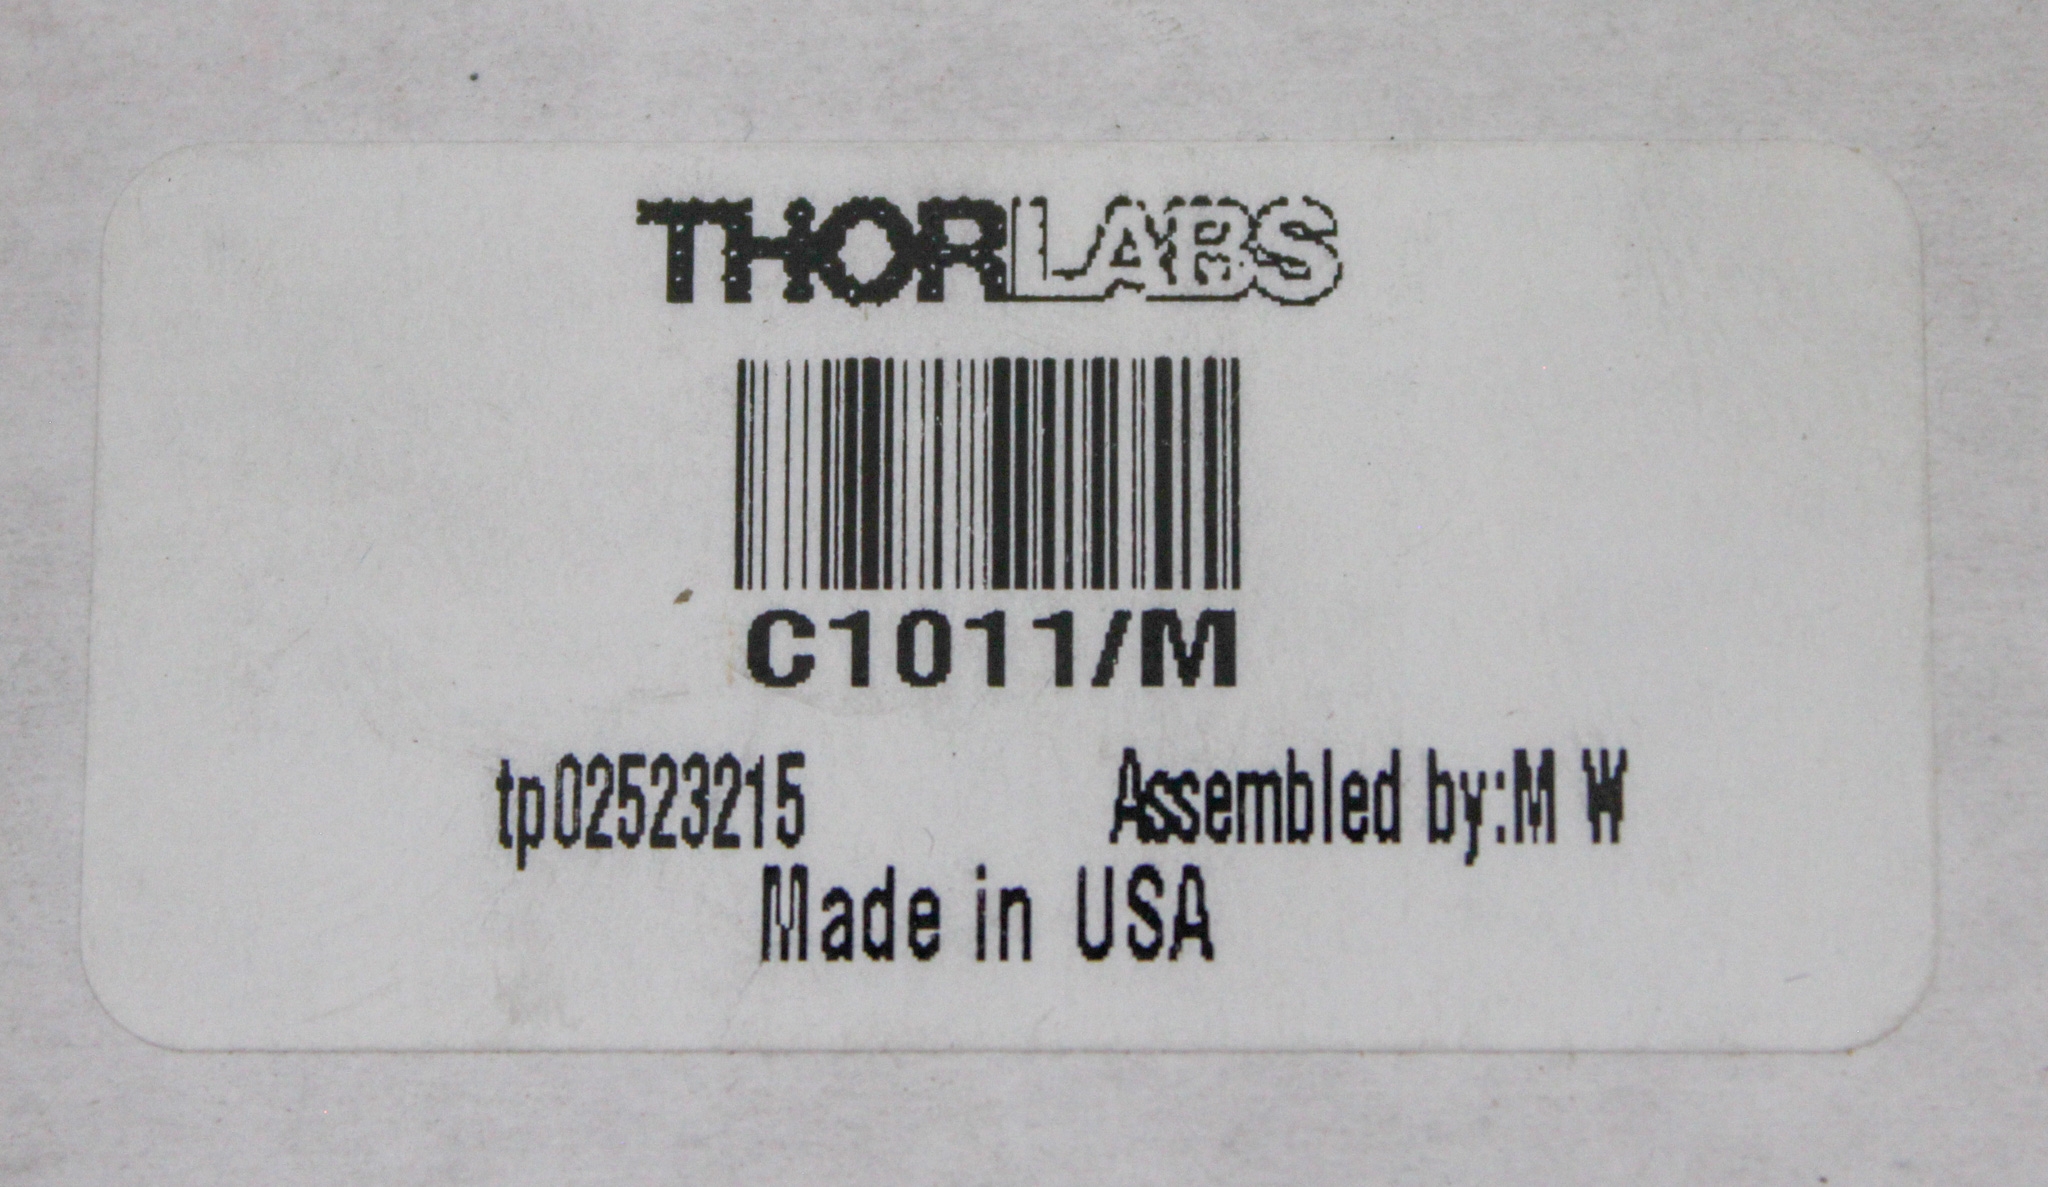 THORLABS
C1011/M
tp02523215 Assembled by:M W
Made in USA